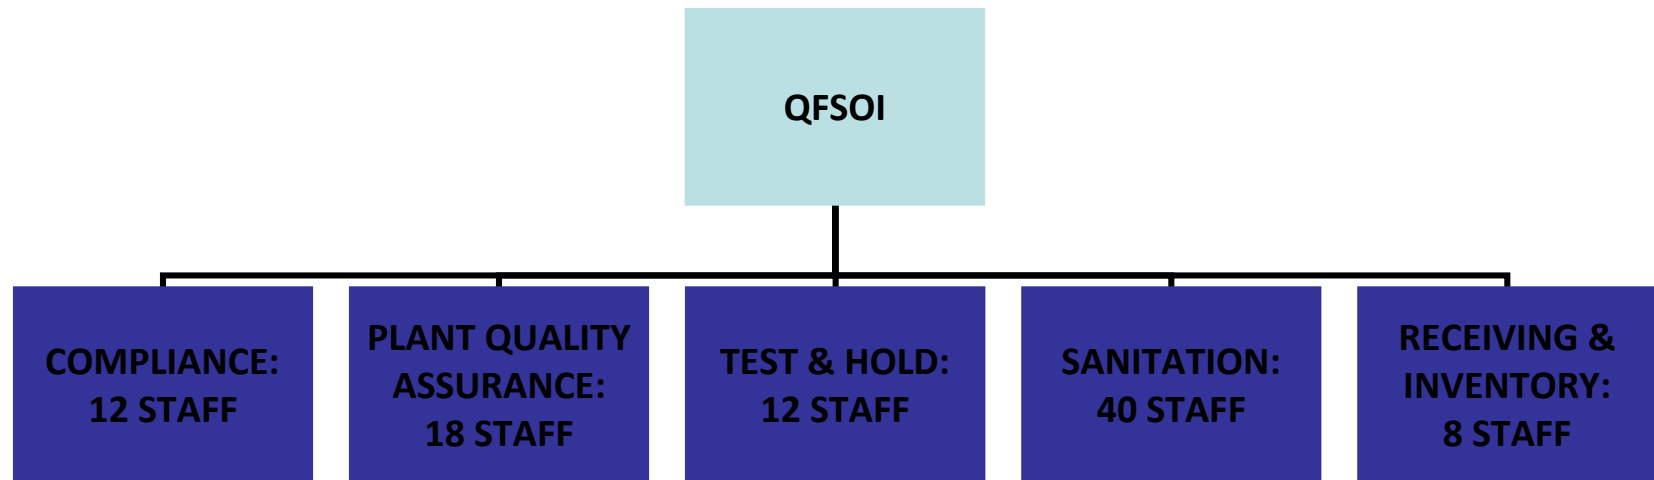 QFSOI
COMPLIANCE:
12 STAFF
PLANT QUALITY
ASSURANCE:
18 STAFF
TEST & HOLD:
12 STAFF
SANITATION:
40 STAFF
RECEIVING &
INVENTORY:
8 STAFF